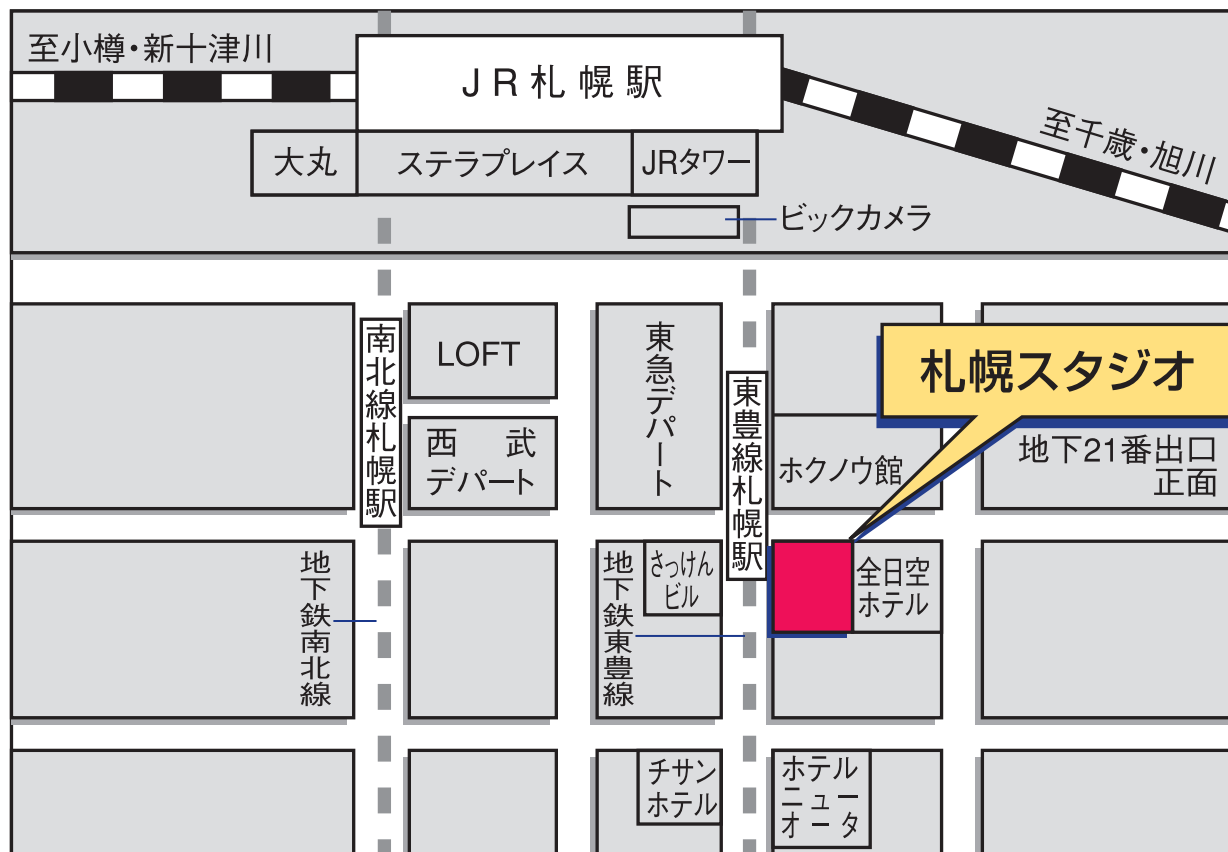 至小樽・新十津川
JR札幌駅
至千歳・旭川
大丸
ステラプレイス
JRタワー
ビックカメラ
南北線札幌駅
LOFT
西 武
デパート
東急デパート
東豊線札幌駅
札幌スタジオ
ホクノウ館
地下21番出口
正面
地下鉄南北線
地下鉄東豊線
さっけん
ビル
全日空
ホテル
チサン
ホテル
ホテル
ニュー
オータ